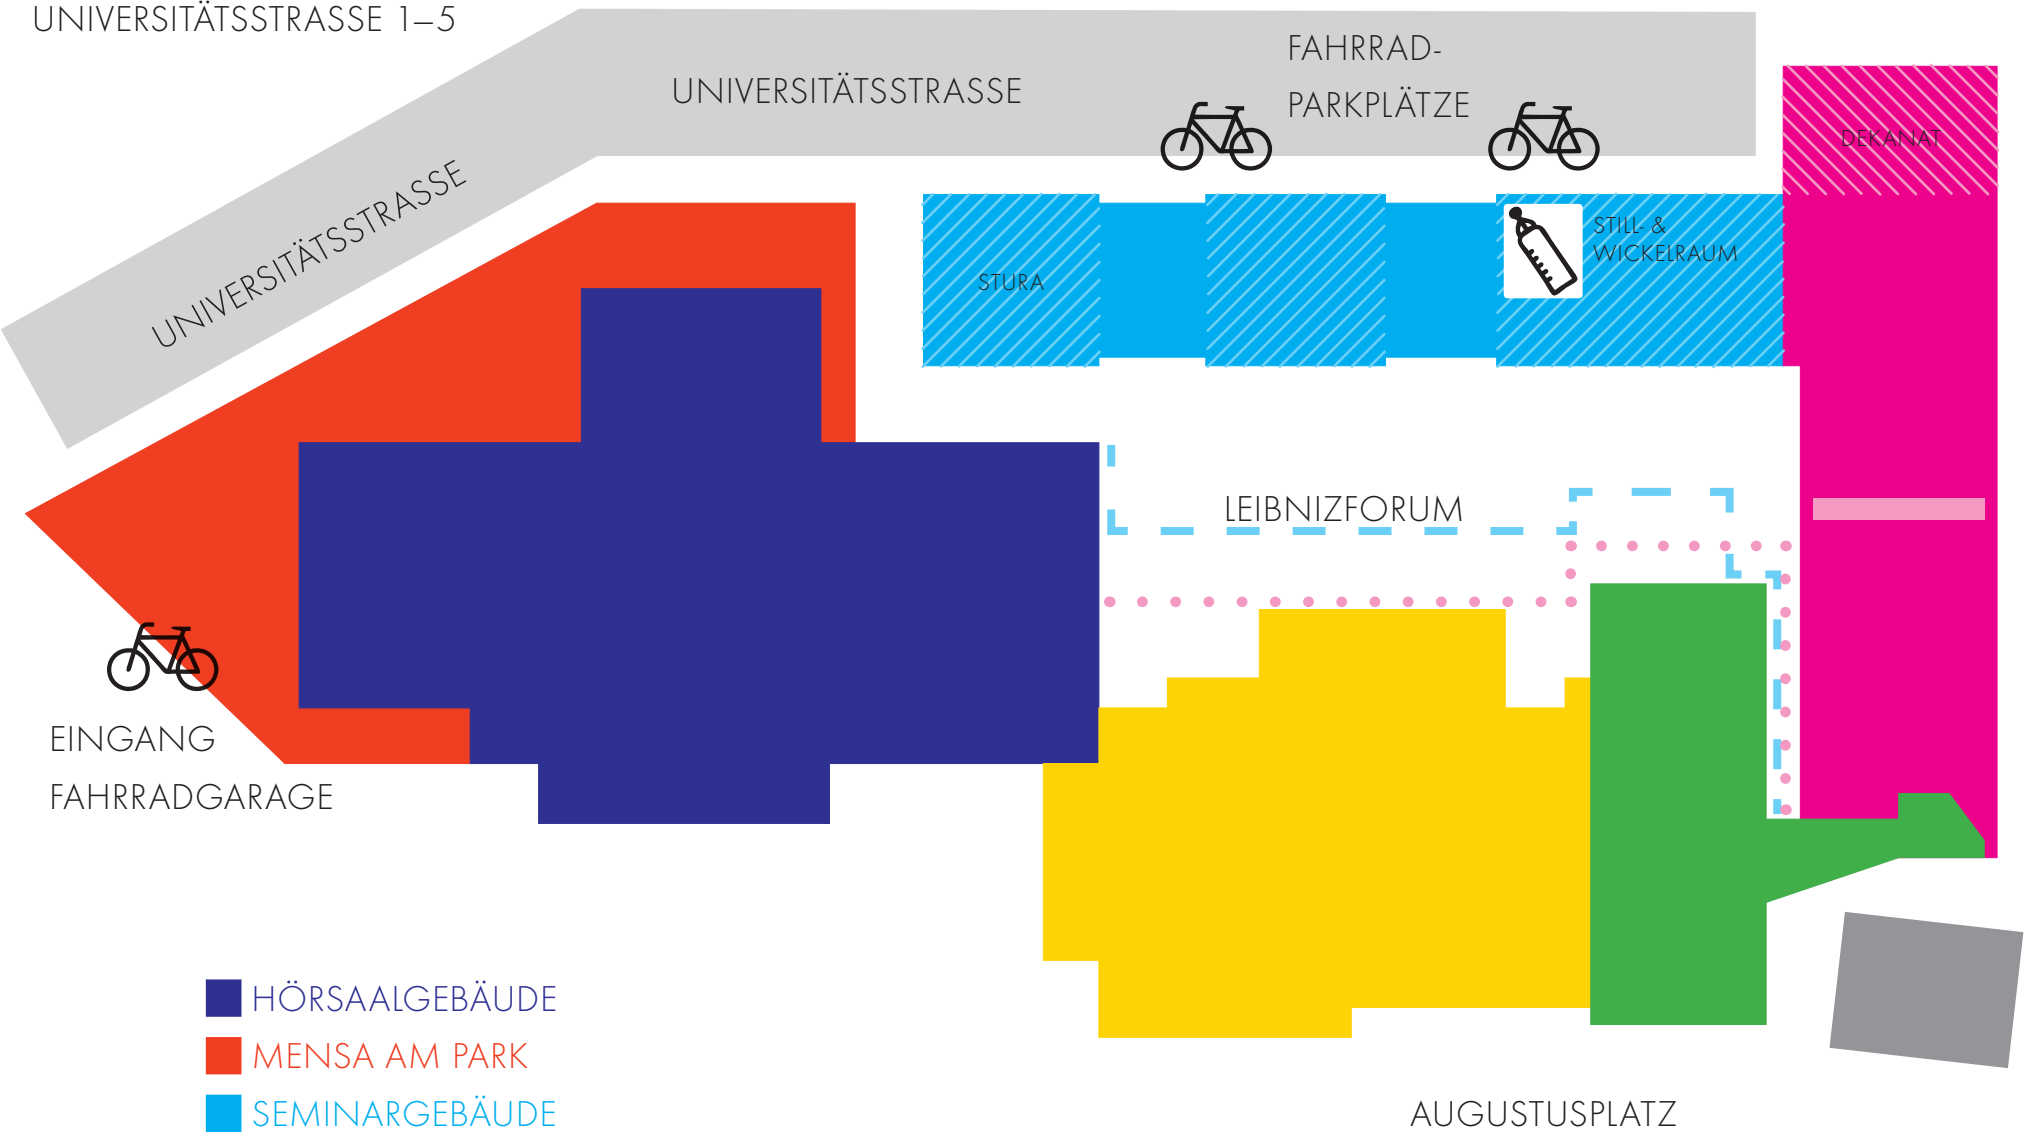 UNIVERSITÄTSSTRASSE 1–5
UNIVERSITÄTSSTRASSE
UNIVERSITÄTSSTRASSE
FAHRRAD-
PARKPLÄTZE
DEKANAT
STILL- &
WICKELRAUM
STURA
LEIBNIZFORUM
EINGANG
FAHRRADGARAGE
HÖRSAALGEBÄUDE
MENSA AM PARK
SEMINARGEBÄUDE
AUGUSTUSPLATZ